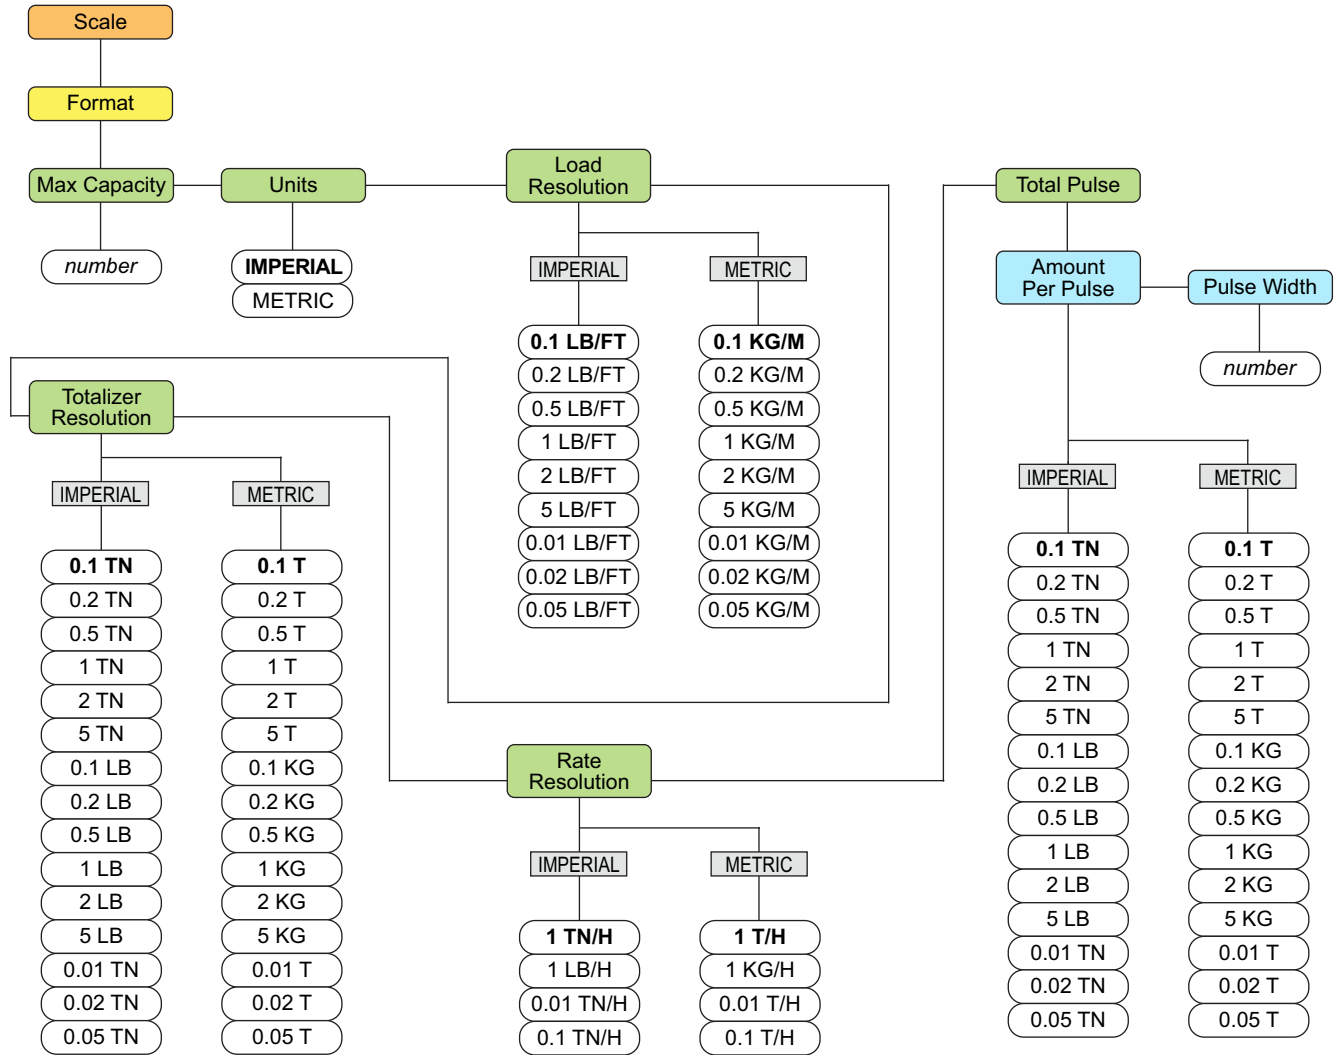 Scale
Format
Max Capacity
number
Units
IMPERIAL
METRIC
Load
Resolution
IMPERIAL
0.1 LB/FT
0.2 LB/FT
0.5 LB/FT
1 LB/FT
2 LB/FT
5 LB/FT
0.01 LB/FT
0.02 LB/FT
0.05 LB/FT
METRIC
0.1 KG/M
0.2 KG/M
0.5 KG/M
1 KG/M
2 KG/M
5 KG/M
0.01 KG/M
0.02 KG/M
0.05 KG/M
Totalizer
Resolution
IMPERIAL
0.1 TN
0.2 TN
0.5 TN
1 TN
2 TN
5 TN
0.1 LB
0.2 LB
0.5 LB
1 LB
2 LB
5 LB
0.01 TN
0.02 TN
0.05 TN
METRIC
0.1 T
0.2 T
0.5 T
1 T
2 T
5 T
0.1 KG
0.2 KG
0.5 KG
1 KG
2 KG
5 KG
0.01 T
0.02 T
0.05 T
Rate
Resolution
IMPERIAL
1 TN/H
1 LB/H
0.01 TN/H
0.1 TN/H
METRIC
1 T/H
1 KG/H
0.01 T/H
0.1 T/H
Total Pulse
Amount
Per Pulse
IMPERIAL
0.1 TN
0.2 TN
0.5 TN
1 TN
2 TN
5 TN
0.1 LB
0.2 LB
0.5 LB
1 LB
2 LB
5 LB
0.01 TN
0.02 TN
0.05 TN
METRIC
0.1 T
0.2 T
0.5 T
1 T
2 T
5 T
0.1 KG
0.2 KG
0.5 KG
1 KG
2 KG
5 KG
0.01 T
0.02 T
0.05 T
Pulse Width
number